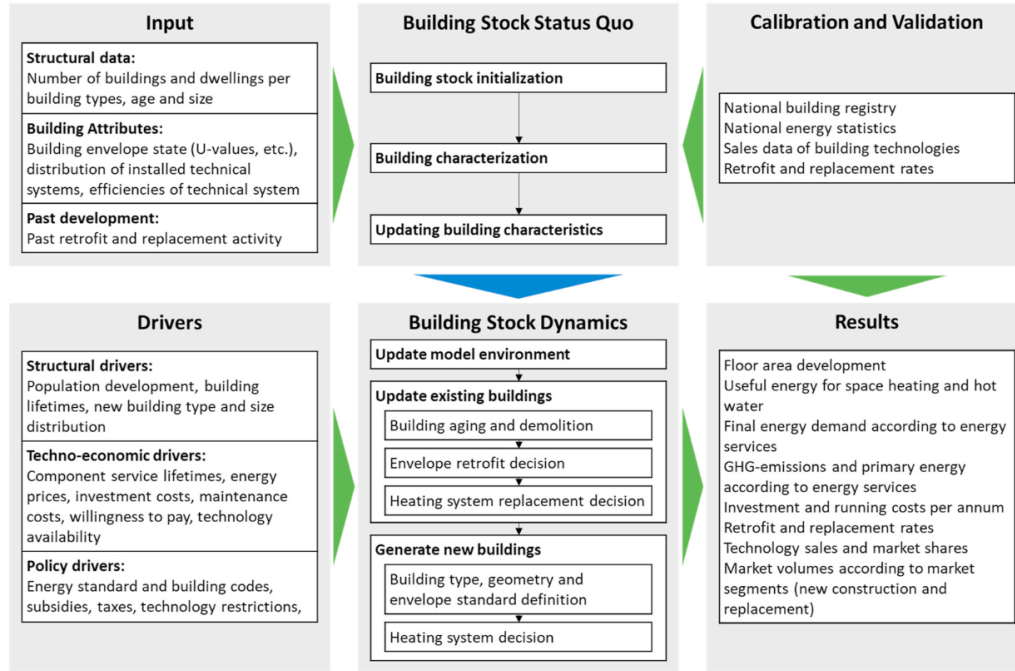 Input
Structural data:
Number of buildings and dwellings per
building types, age and size
Building Attributes:
Building envelope state (U-values, etc.),
distribution of installed technical
systems, efficiencies of technical system
Past development:
Past retrofit and replacement activity
Building Stock Status Quo
Building stock initialization
Building characterization
Updating building characteristics
Calibration and Validation
National building registry
National energy statistics
Sales data of building technologies
Retrofit and replacement rates
Drivers
Structural drivers:
Population development, building
lifetimes, new building type and size
distribution
Techno-economic drivers:
Component service lifetimes, energy
prices, investment costs, maintenance
costs, willingness to pay, technology
availability
Policy drivers:
Energy standard and building codes,
subsidies, taxes, technology restrictions,
Building Stock Dynamics
Update model environment
Update existing buildings
Building aging and demolition
Envelope retrofit decision
Heating system replacement decision
Generate new buildings
Building type, geometry and
envelope standard definition
Heating system decision
Results
Floor area development
Useful energy for space heating and hot
water
Final energy demand according to energy
services
GHG-emissions and primary energy
according to energy services
Investment and running costs per annum
Retrofit and replacement rates
Technology sales and market shares
Market volumes according to market
segments (new construction and
replacement)